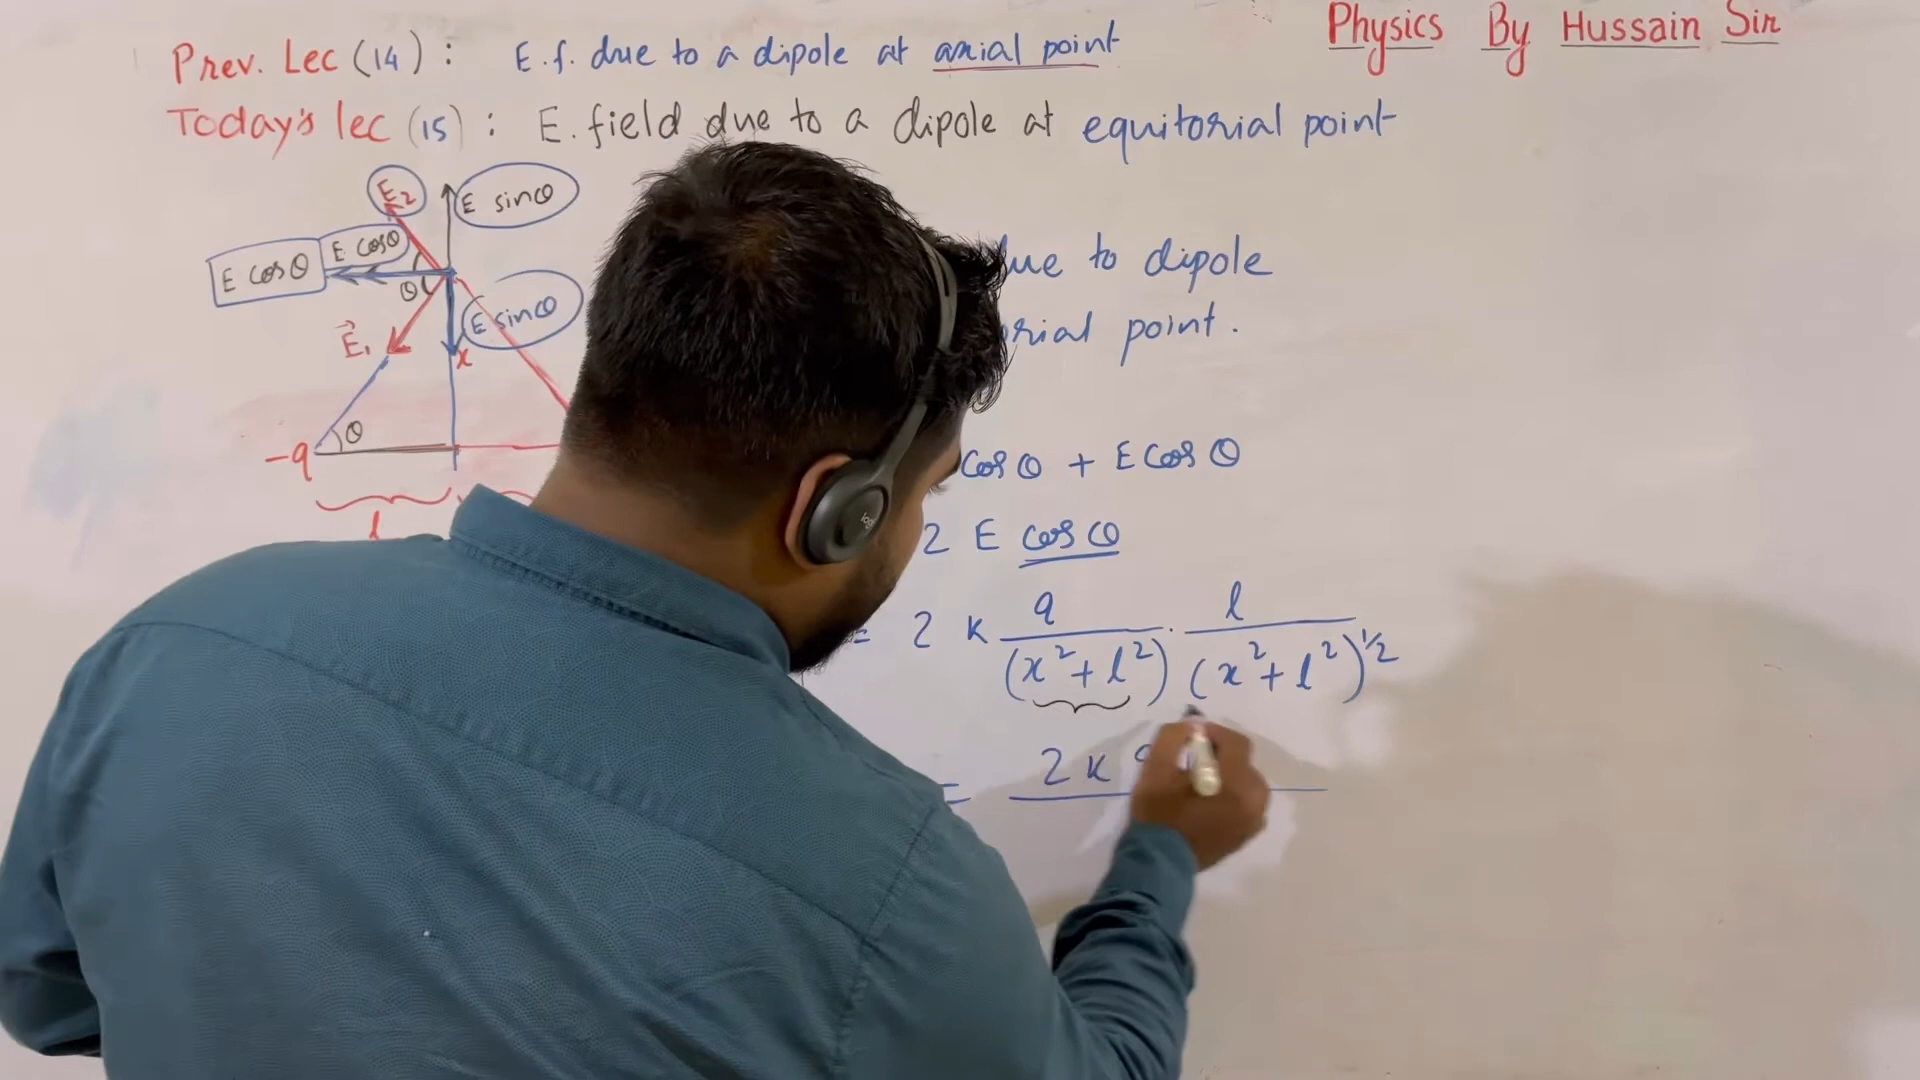 Prev. Lec (14) : E.f. due to a dipole at axial point
Physics By Hussain Sir
Today's lec (15) : E. field due to a dipole at equitorial point
E2
E sinθ
E cosθ
E cosθ
θ
E sinθ
E₁
x
due to dipole
point.
θ
-q
l
cosθ + E cosθ
2 E cosθ
= 2 K q/(x²+l²) · l/(x²+l²)^1/2
= 2 K